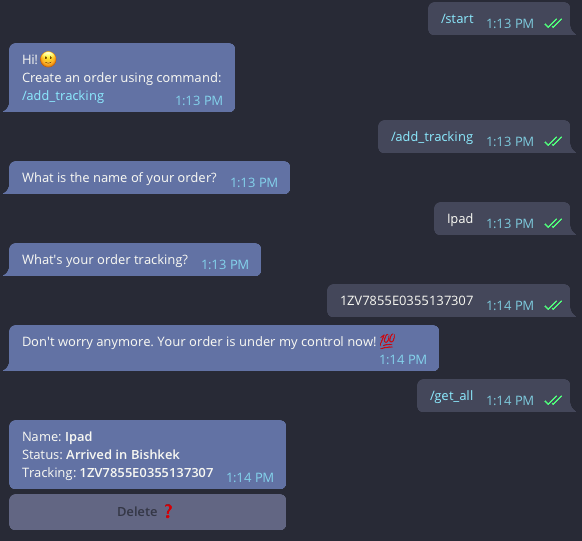 /start 1:13 PM
Hi! 🙂
Create an order using command:
/add_tracking 1:13 PM
/add_tracking 1:13 PM
What is the name of your order? 1:13 PM
Ipad 1:13 PM
What's your order tracking? 1:13 PM
1ZV7855E0355137307 1:14 PM
Don't worry anymore. Your order is under my control now! 💯
1:14 PM
/get_all 1:14 PM
Name: Ipad
Status: Arrived in Bishkek
Tracking: 1ZV7855E0355137307 1:14 PM
Delete ❓